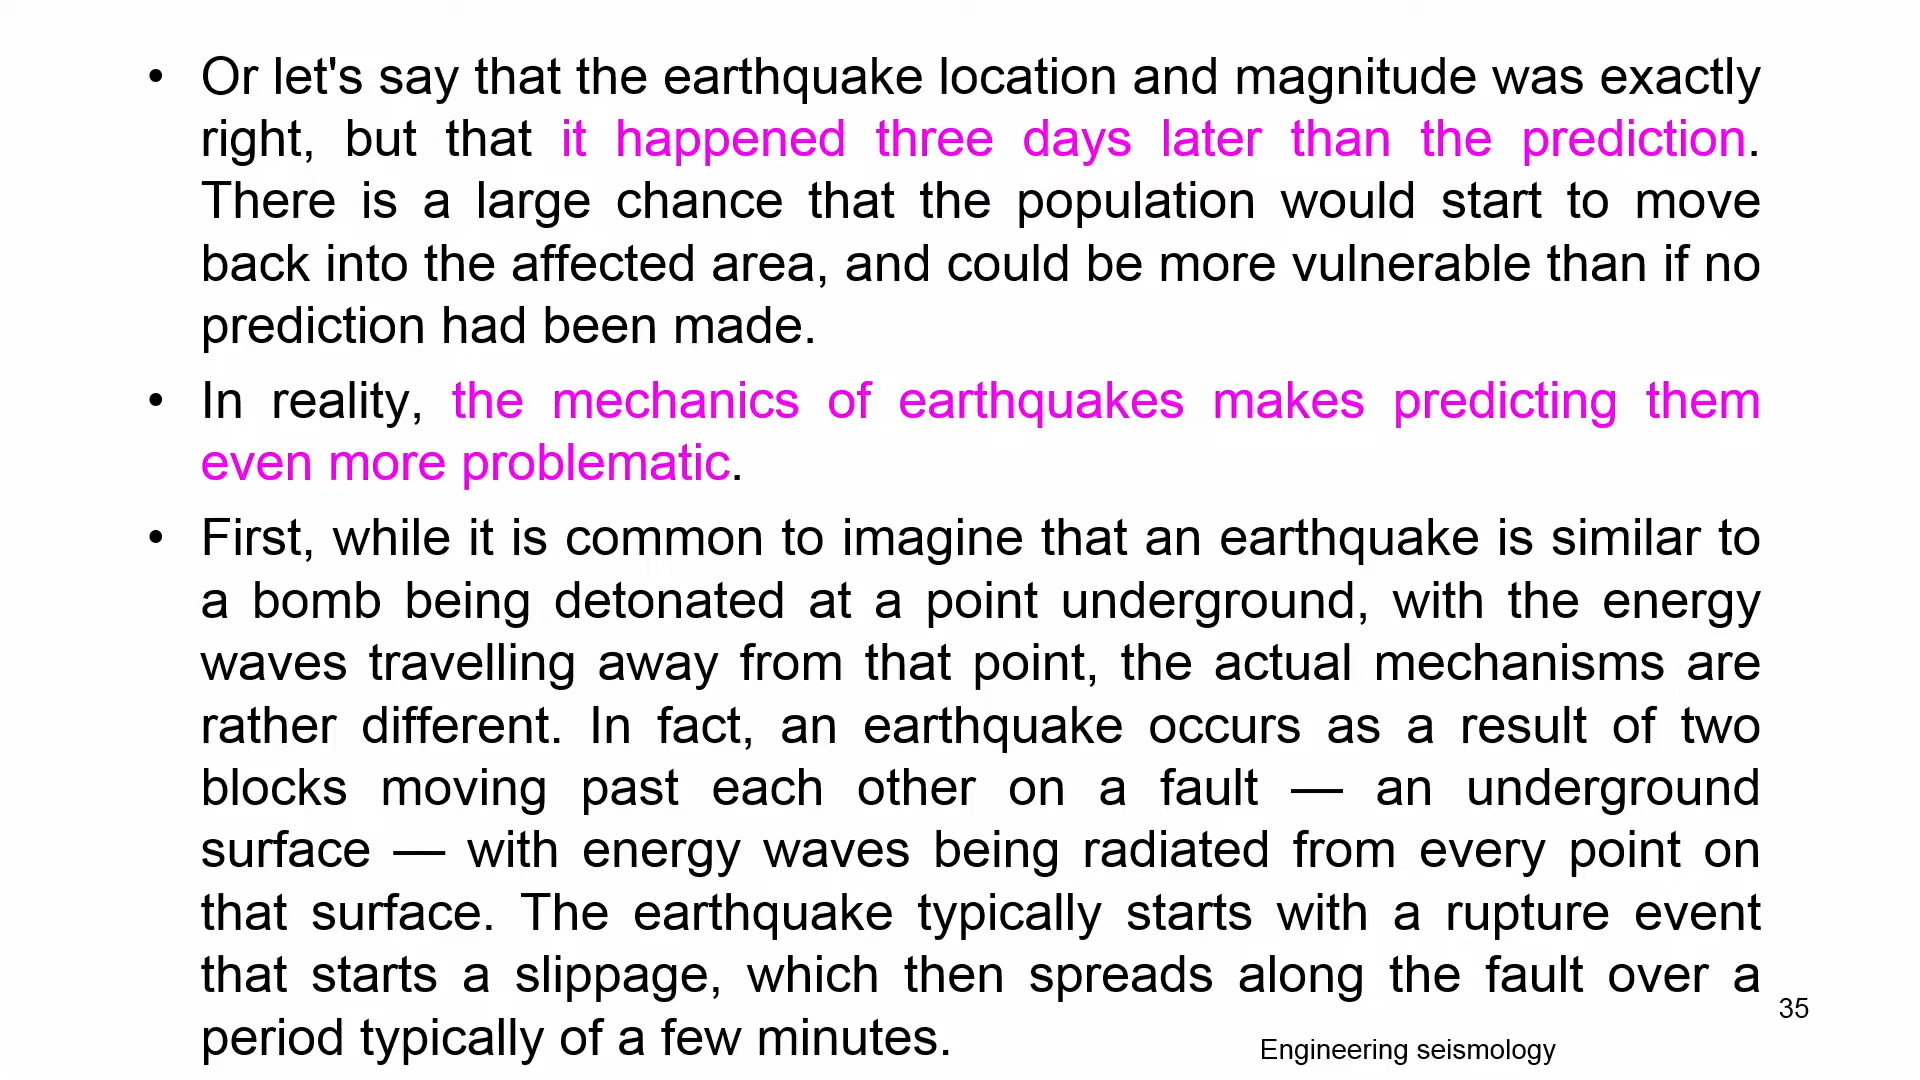 • Or let's say that the earthquake location and magnitude was exactly
right, but that it happened three days later than the prediction.
There is a large chance that the population would start to move
back into the affected area, and could be more vulnerable than if no
prediction had been made.
• In reality, the mechanics of earthquakes makes predicting them
even more problematic.
• First, while it is common to imagine that an earthquake is similar to
a bomb being detonated at a point underground, with the energy
waves travelling away from that point, the actual mechanisms are
rather different. In fact, an earthquake occurs as a result of two
blocks moving past each other on a fault — an underground
surface — with energy waves being radiated from every point on
that surface. The earthquake typically starts with a rupture event
that starts a slippage, which then spreads along the fault over a
period typically of a few minutes.
35
Engineering seismology